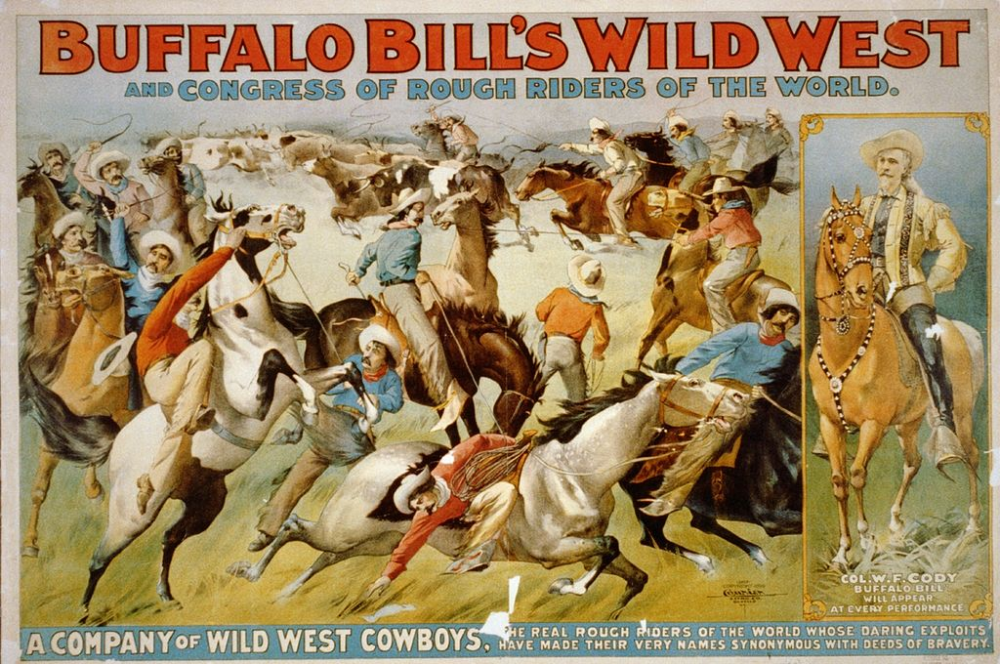 BUFFALO BILL'S WILD WEST
AND CONGRESS OF ROUGH RIDERS OF THE WORLD.
COL. W. F. CODY
BUFFALO BILL
WILL APPEAR
AT EVERY PERFORMANCE
A COMPANY OF WILD WEST COWBOYS,
THE REAL ROUGH RIDERS OF THE WORLD WHOSE DARING EXPLOITS
HAVE MADE THEIR VERY NAMES SYNONYMOUS WITH DEEDS OF BRAVERY.